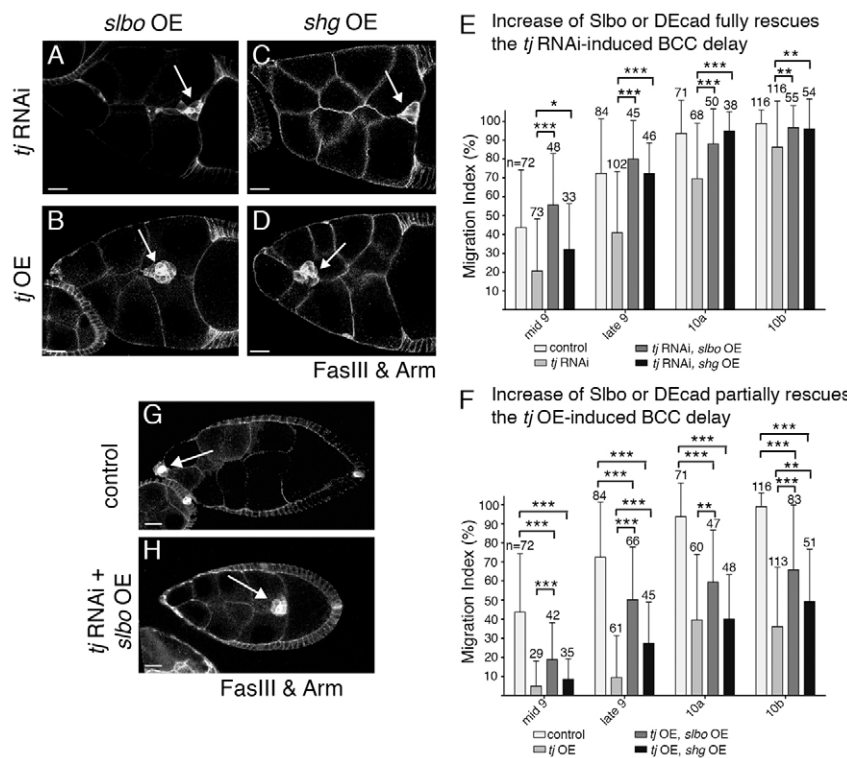 slbo OE
shg OE
tj RNAi
A
C
tj OE
B
D
FasIII & Arm
control
G
tj RNAi +
slbo OE
H
FasIII & Arm
E Increase of Slbo or DEcad fully rescues
the tj RNAi-induced BCC delay
Migration Index (%)
100
90
80
70
60
50
40
30
20
10
n=72
73
48
33
*
***
84
102
45
46
***
***
71
68
50
38
***
***
116
116
55
54
**
**
mid 9
late 9
10a
10b
control
tj RNAi
tj RNAi, slbo OE
tj RNAi, shg OE
F Increase of Slbo or DEcad partially rescues
the tj OE-induced BCC delay
Migration Index (%)
100
90
80
70
60
50
40
30
20
10
n=72
29
42
35
***
***
***
84
61
66
45
***
***
***
***
71
60
47
48
***
***
**
116
113
83
51
***
***
**
***
mid 9
late 9
10a
10b
control
tj OE
tj OE, slbo OE
tj OE, shg OE